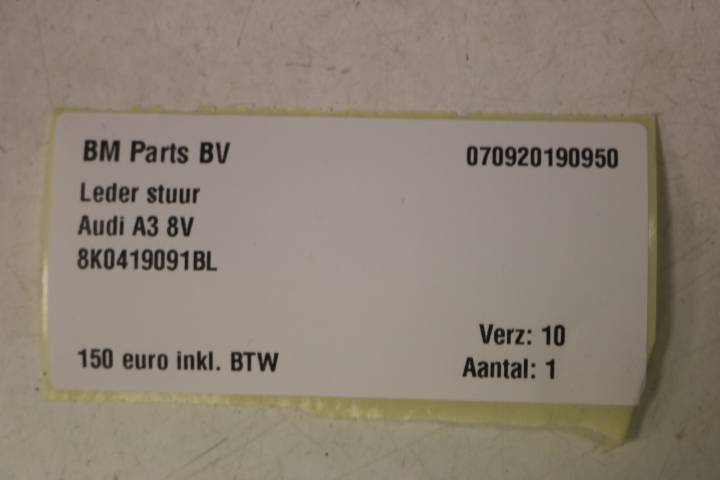 BM Parts BV 070920190950
Leder stuur
Audi A3 8V
8K0419091BL
Verz: 10
150 euro inkl. BTW Aantal: 1